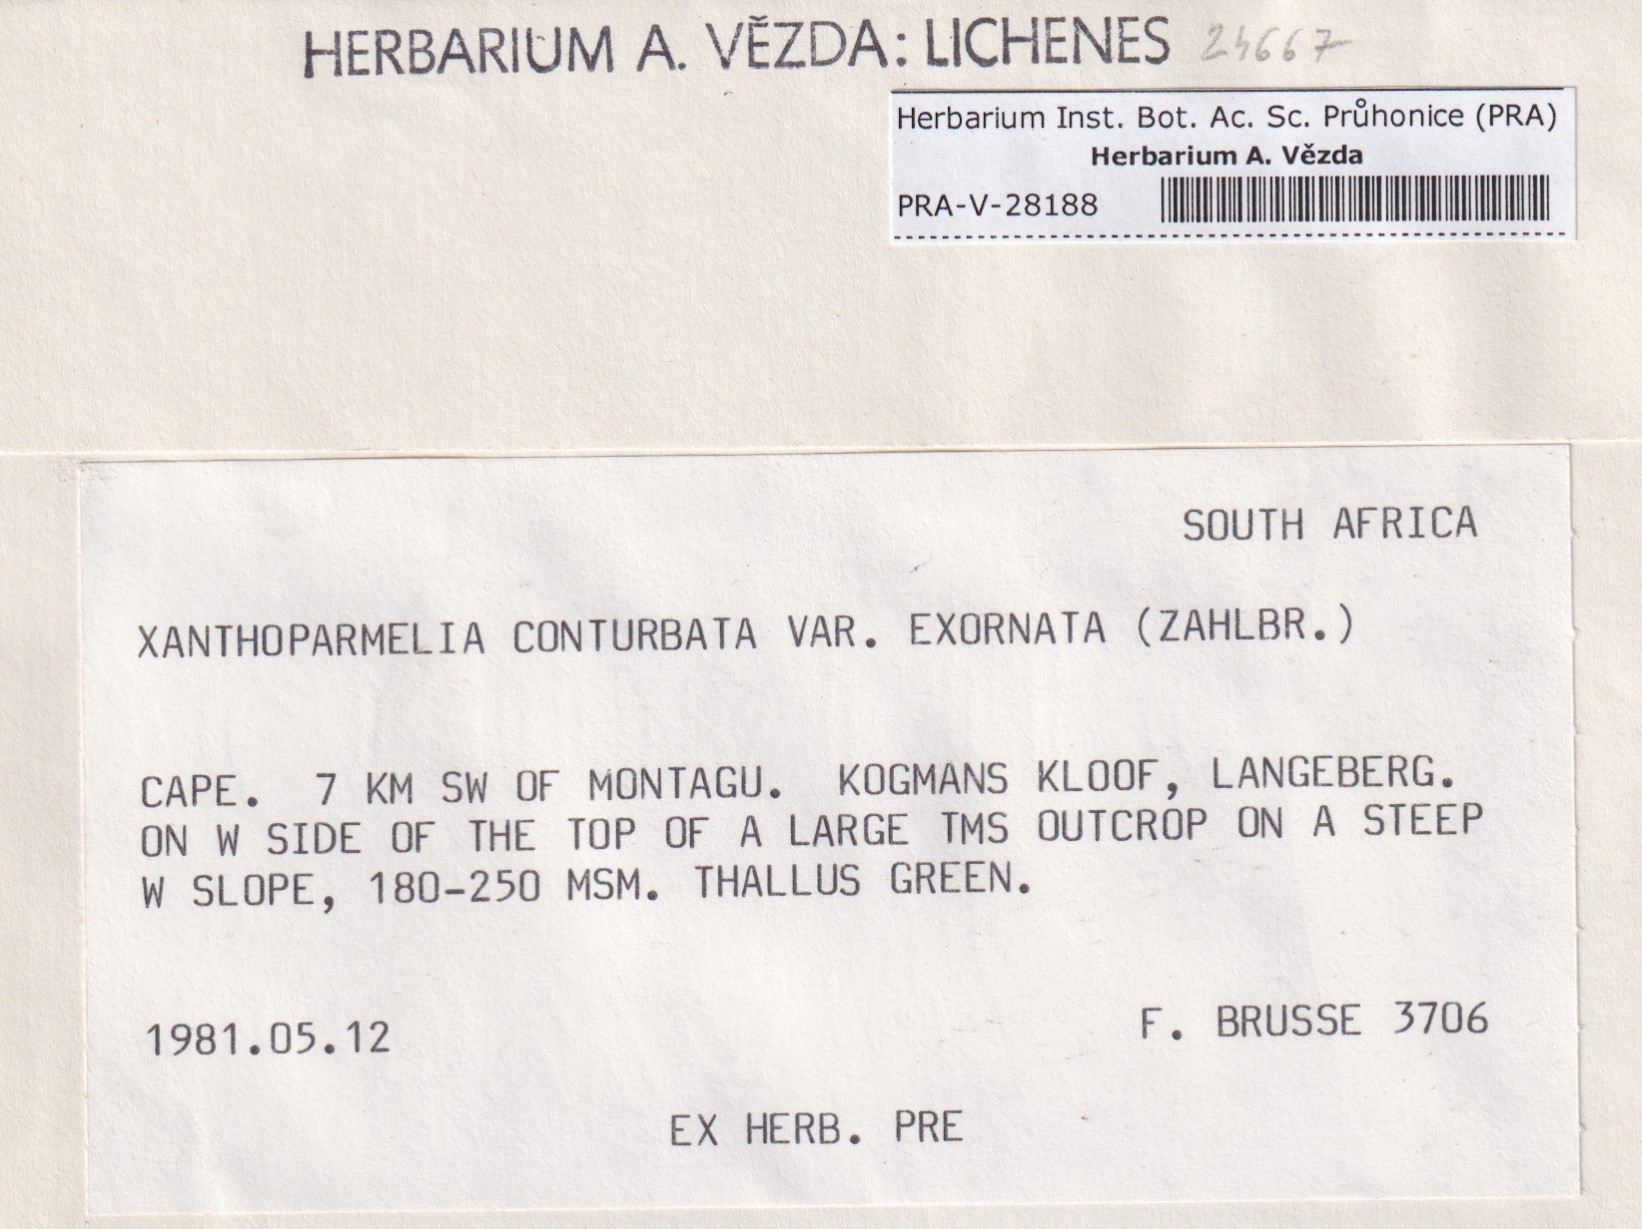 HERBARIUM A. VĚZDA: LICHENES 24667
Herbarium Inst. Bot. Ac. Sc. Průhonice (PRA)
Herbarium A. Vězda
PRA-V-28188
SOUTH AFRICA
XANTHOPARMELIA CONTURBATA VAR. EXORNATA (ZAHLBR.)
CAPE. 7 KM SW OF MONTAGU. KOGMANS KLOOF, LANGEBERG.
ON W SIDE OF THE TOP OF A LARGE TMS OUTCROP ON A STEEP
W SLOPE, 180-250 MSM. THALLUS GREEN.
1981.05.12
F. BRUSSE 3706
EX HERB. PRE